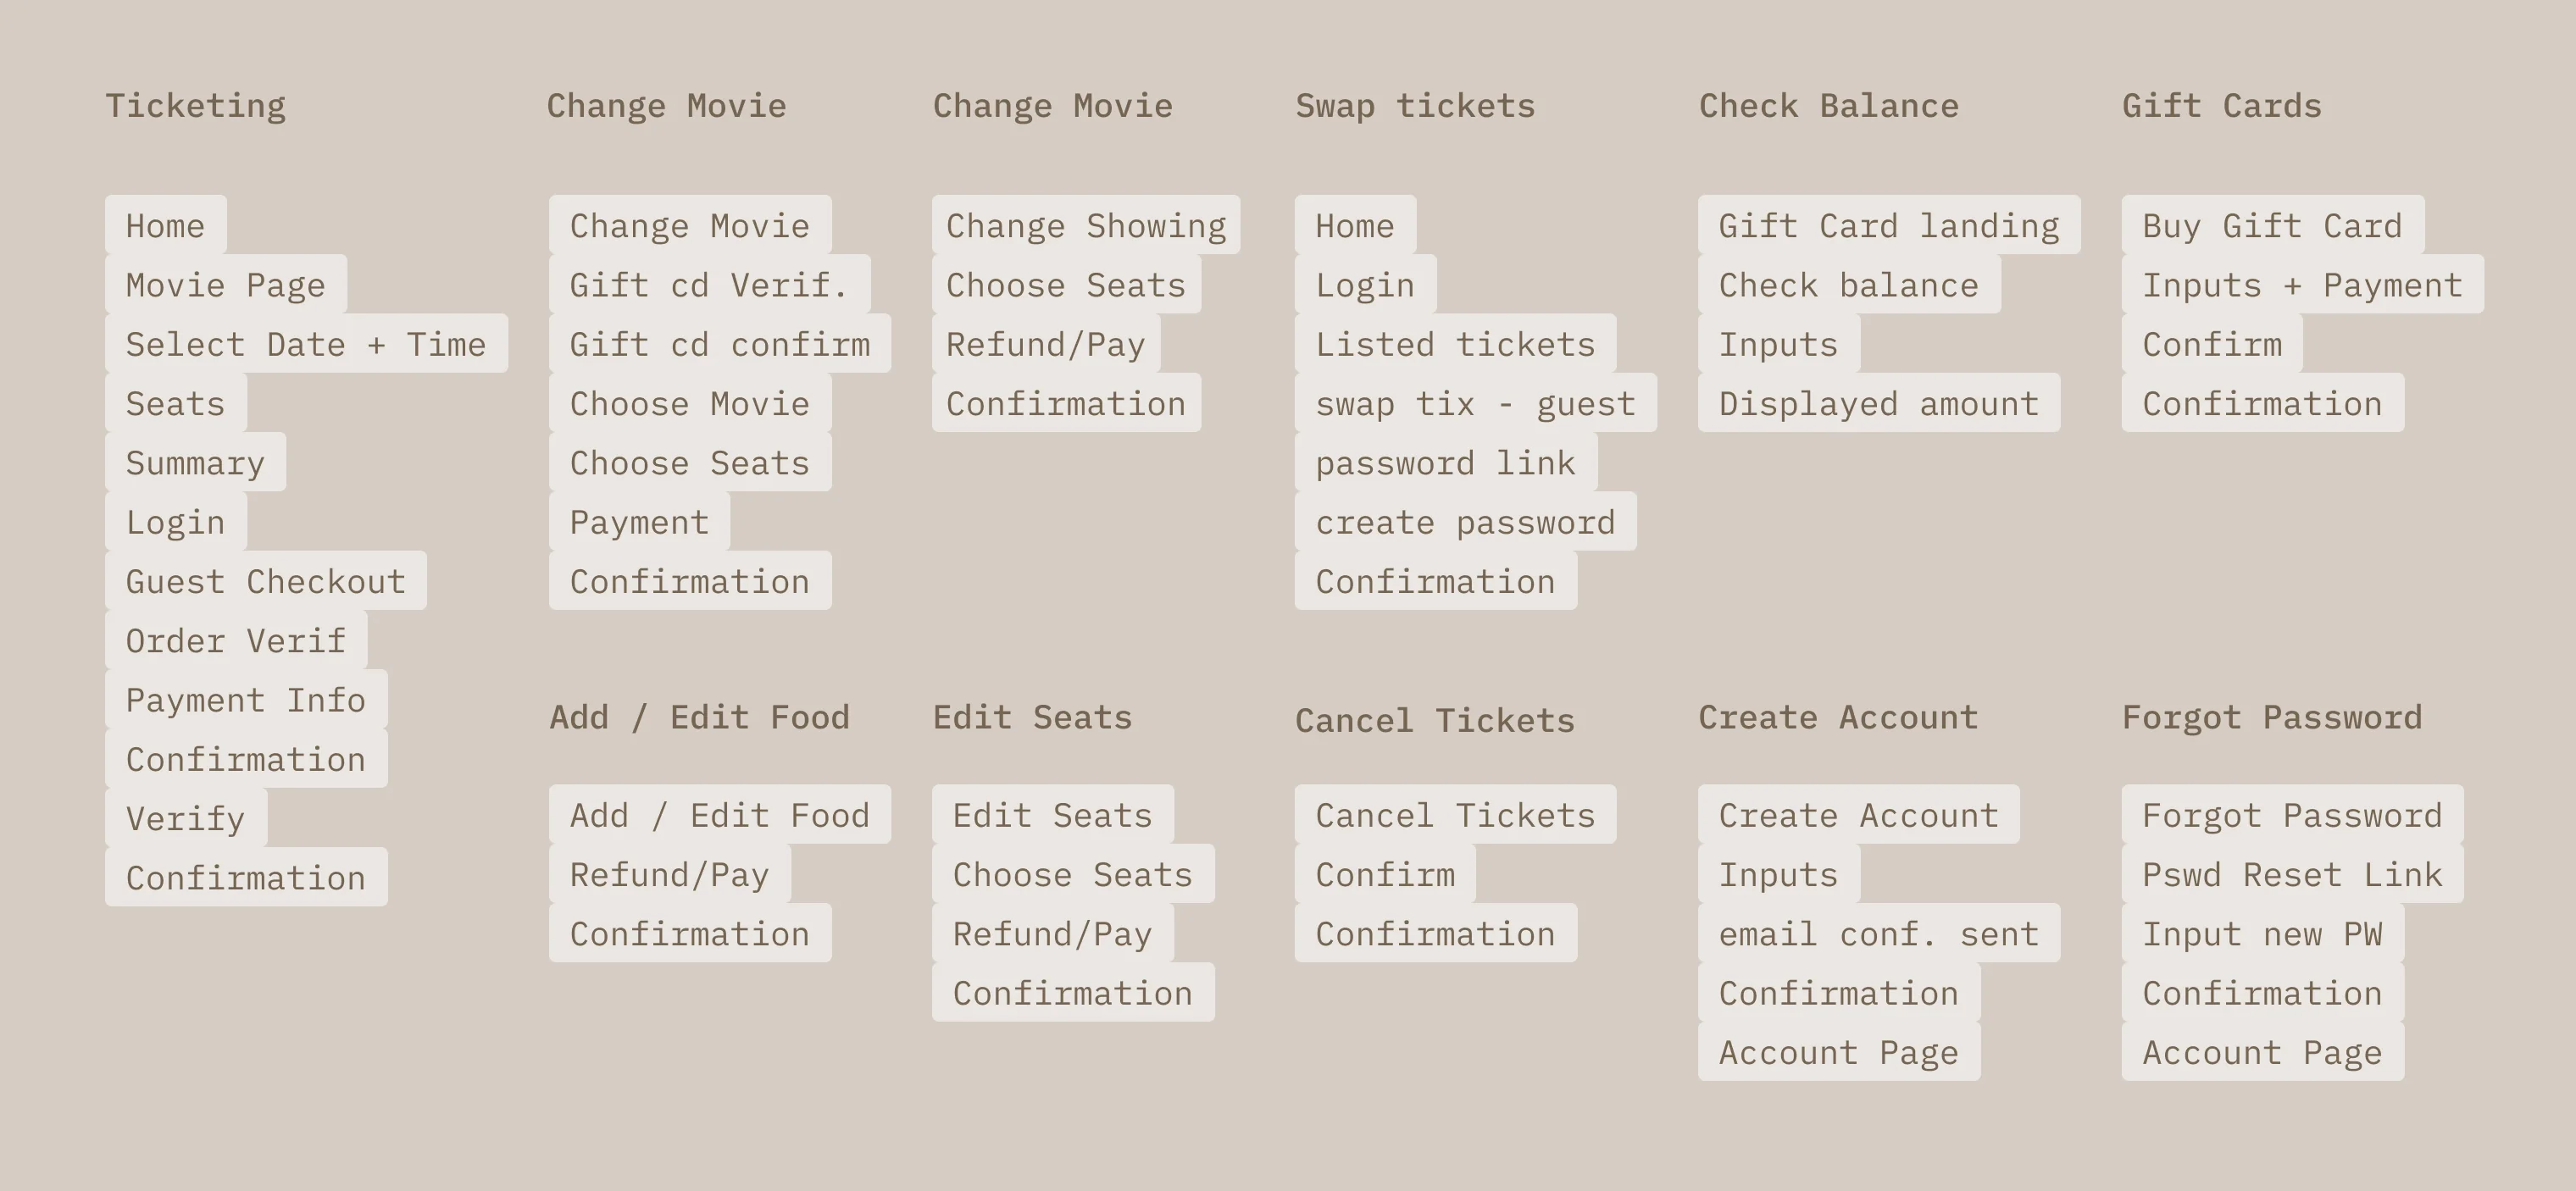 Ticketing
Home
Movie Page
Select Date + Time
Seats
Summary
Login
Guest Checkout
Order Verif
Payment Info
Confirmation
Verify
Confirmation
Change Movie
Change Movie
Gift cd Verif.
Gift cd confirm
Choose Movie
Choose Seats
Payment
Confirmation
Change Movie
Change Showing
Choose Seats
Refund/Pay
Confirmation
Swap tickets
Home
Login
Listed tickets
swap tix - guest
password link
create password
Confirmation
Check Balance
Gift Card landing
Check balance
Inputs
Displayed amount
Gift Cards
Buy Gift Card
Inputs + Payment
Confirm
Confirmation
Add / Edit Food
Add / Edit Food
Refund/Pay
Confirmation
Edit Seats
Edit Seats
Choose Seats
Refund/Pay
Confirmation
Cancel Tickets
Cancel Tickets
Confirm
Confirmation
Create Account
Create Account
Inputs
email conf. sent
Confirmation
Account Page
Forgot Password
Forgot Password
Pswd Reset Link
Input new PW
Confirmation
Account Page